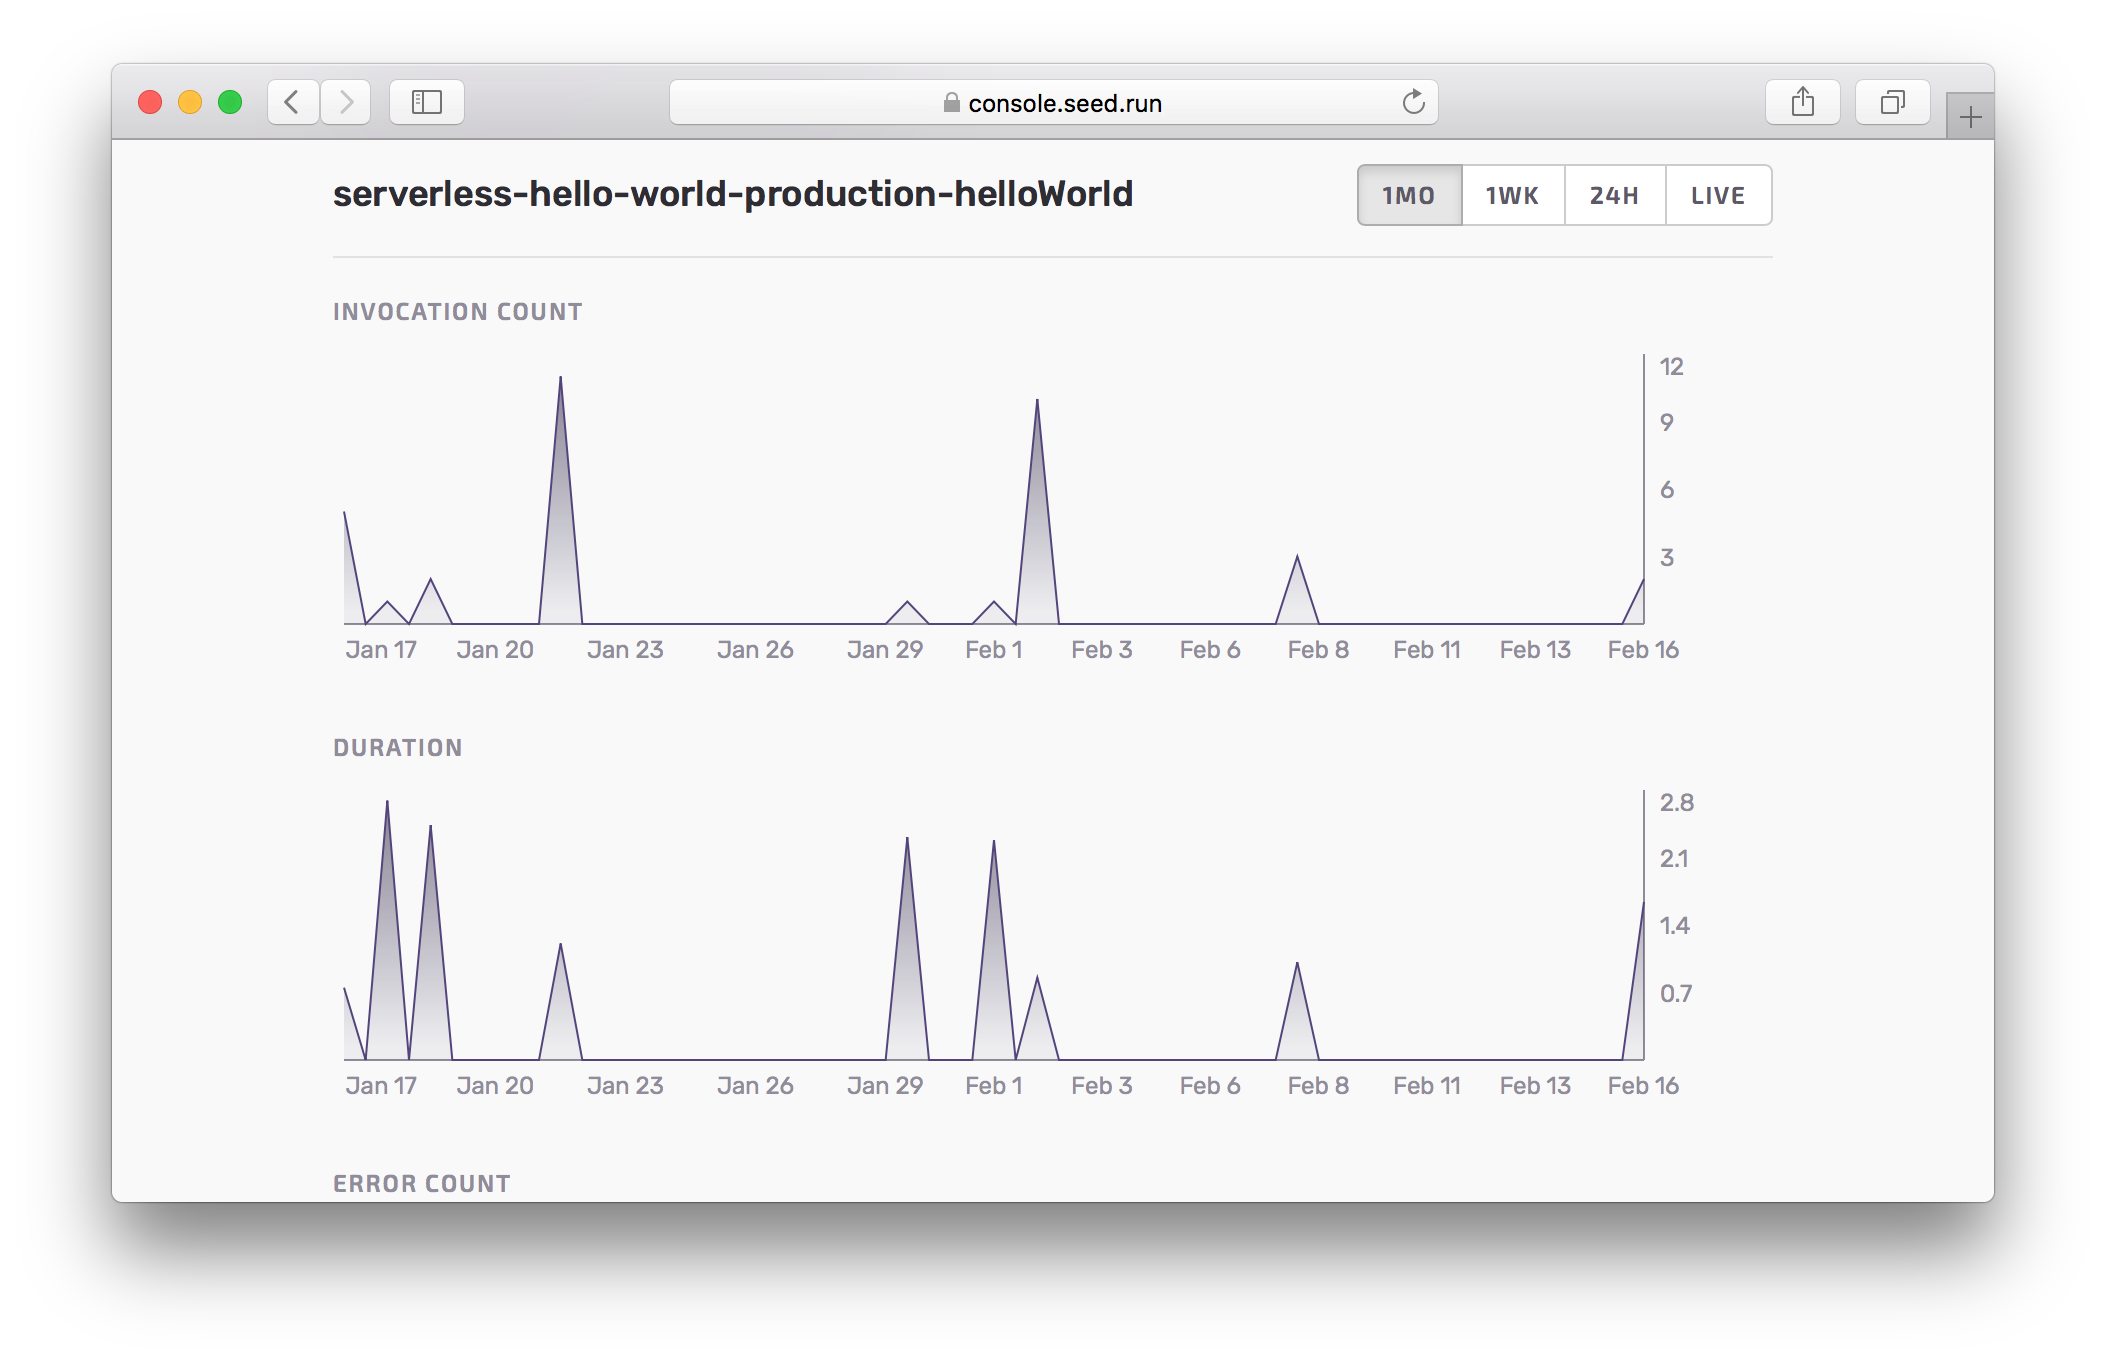 console.seed.run
serverless-hello-world-production-helloWorld
1MO 1WK 24H LIVE
INVOCATION COUNT
12
9
6
3
Jan 17 Jan 20 Jan 23 Jan 26 Jan 29 Feb 1 Feb 3 Feb 6 Feb 8 Feb 11 Feb 13 Feb 16
DURATION
2.8
2.1
1.4
0.7
Jan 17 Jan 20 Jan 23 Jan 26 Jan 29 Feb 1 Feb 3 Feb 6 Feb 8 Feb 11 Feb 13 Feb 16
ERROR COUNT